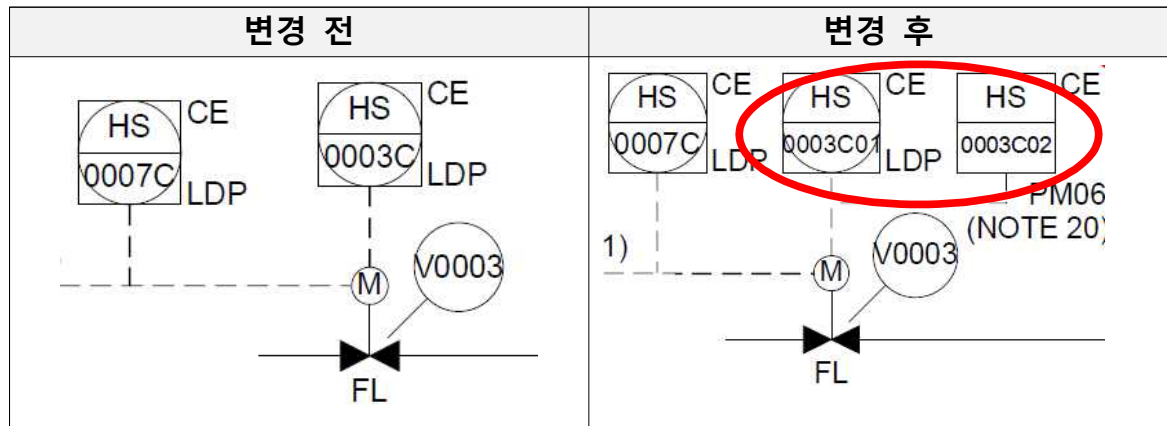 변경 전
변경 후
HS
0007C
CE
LDP
HS
0003C
CE
LDP
V0003
M
FL
HS
0007C
CE
LDP
HS
0003C01
CE
LDP
HS
0003C02
CE
PM06
(NOTE 20)
1)
V0003
M
FL